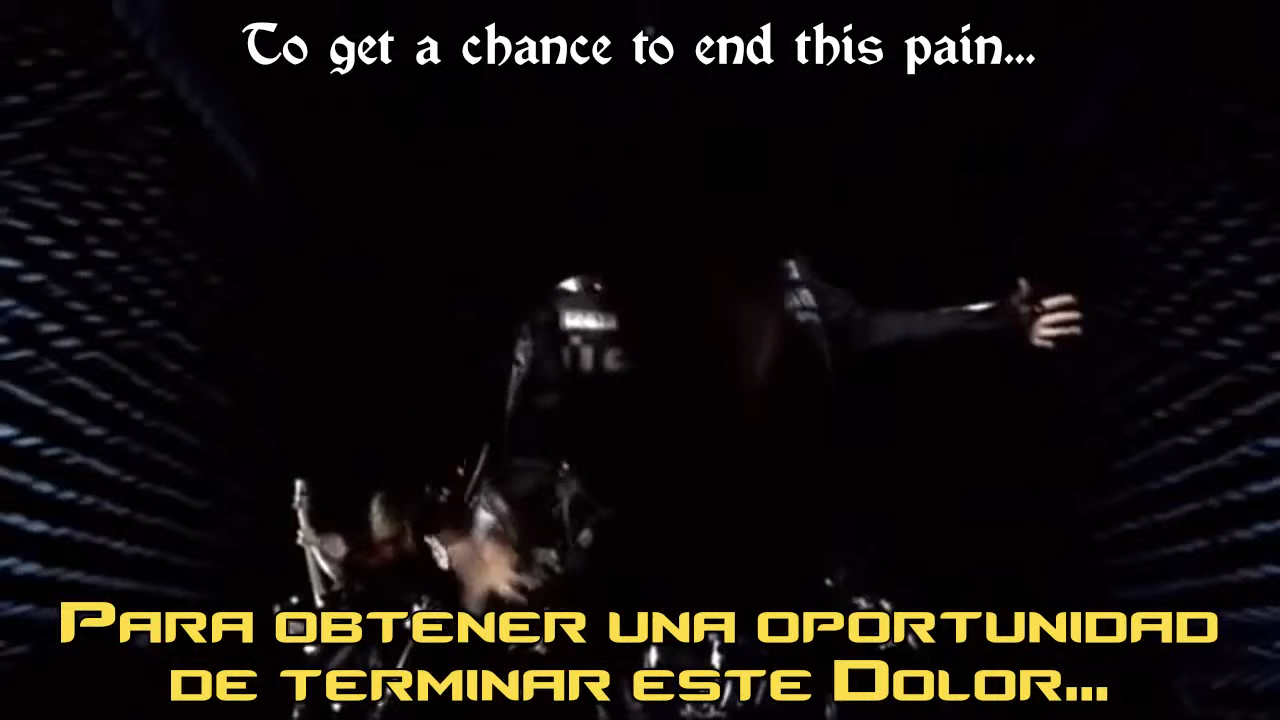 To get a chance to end this pain...
Para obtener una oportunidad
de terminar este Dolor...